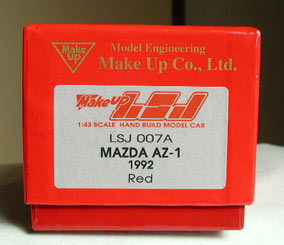 Make UP
Model Engineering
Make Up Co., Ltd.
Make UP LSJ
1:43 SCALE HAND BUILD MODEL CAR
LSJ 007A
MAZDA AZ-1
1992
Red